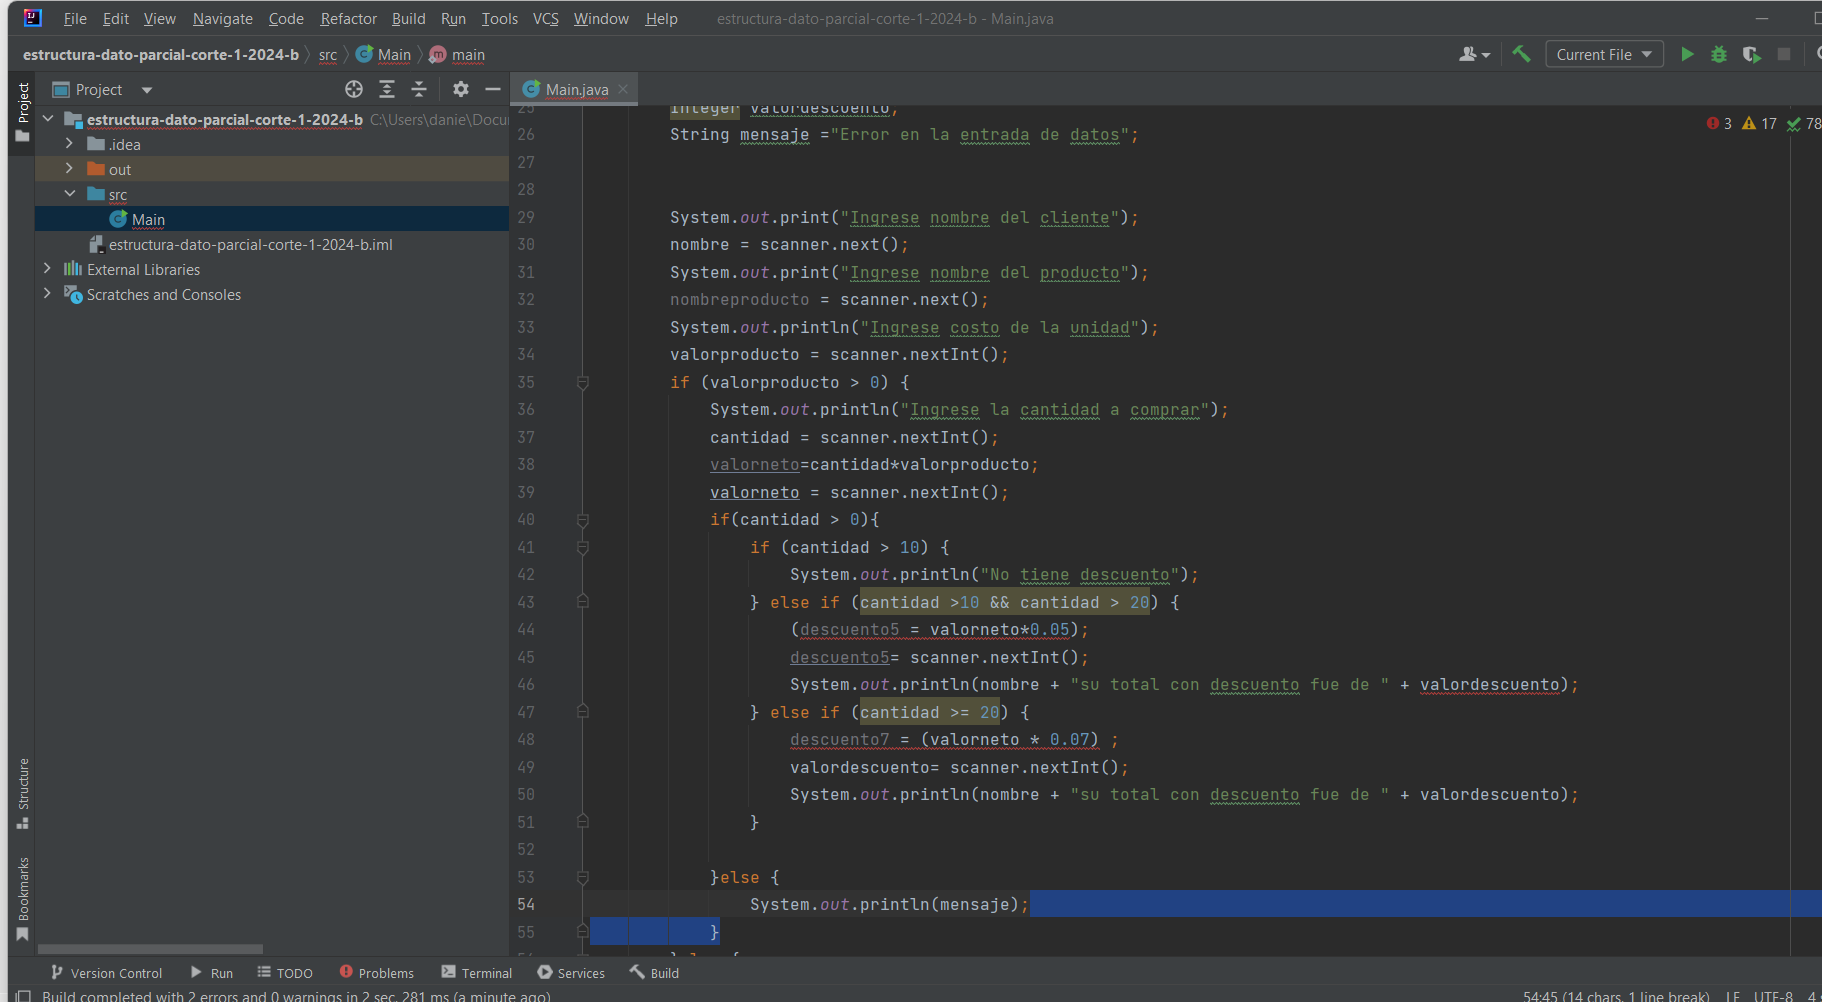 File Edit View Navigate Code Refactor Build Run Tools VCS Window Help estructura-dato-parcial-corte-1-2024-b - Main.java
estructura-dato-parcial-corte-1-2024-b src Main main Current File
Project
Project
Main.java
estructura-dato-parcial-corte-1-2024-b C:\Users\danie\Docu
.idea
out
src
Main
estructura-dato-parcial-corte-1-2024-b.iml
External Libraries
Scratches and Consoles
3 17 78
25 Integer valordescuento;
26 String mensaje ="Error en la entrada de datos";
27
28
29 System.out.print("Ingrese nombre del cliente");
30 nombre = scanner.next();
31 System.out.print("Ingrese nombre del producto");
32 nombreproducto = scanner.next();
33 System.out.println("Ingrese costo de la unidad");
34 valorproducto = scanner.nextInt();
35 if (valorproducto > 0) {
36 System.out.println("Ingrese la cantidad a comprar");
37 cantidad = scanner.nextInt();
38 valorneto=cantidad*valorproducto;
39 valorneto = scanner.nextInt();
40 if(cantidad > 0){
41 if (cantidad > 10) {
42 System.out.println("No tiene descuento");
43 } else if (cantidad >10 && cantidad > 20) {
44 (descuento5 = valorneto*0.05);
45 descuento5= scanner.nextInt();
46 System.out.println(nombre + "su total con descuento fue de " + valordescuento);
47 } else if (cantidad >= 20) {
48 descuento7 = (valorneto * 0.07) ;
49 valordescuento= scanner.nextInt();
50 System.out.println(nombre + "su total con descuento fue de " + valordescuento);
51 }
52
53 }else {
54 System.out.println(mensaje);
55 }
Structure
Bookmarks
Version Control Run TODO Problems Terminal Services Build
Build completed with 2 errors and 0 warnings in 2 sec, 281 ms (a minute ago) 54:45 (14 chars, 1 line break) LF UTF-8 4